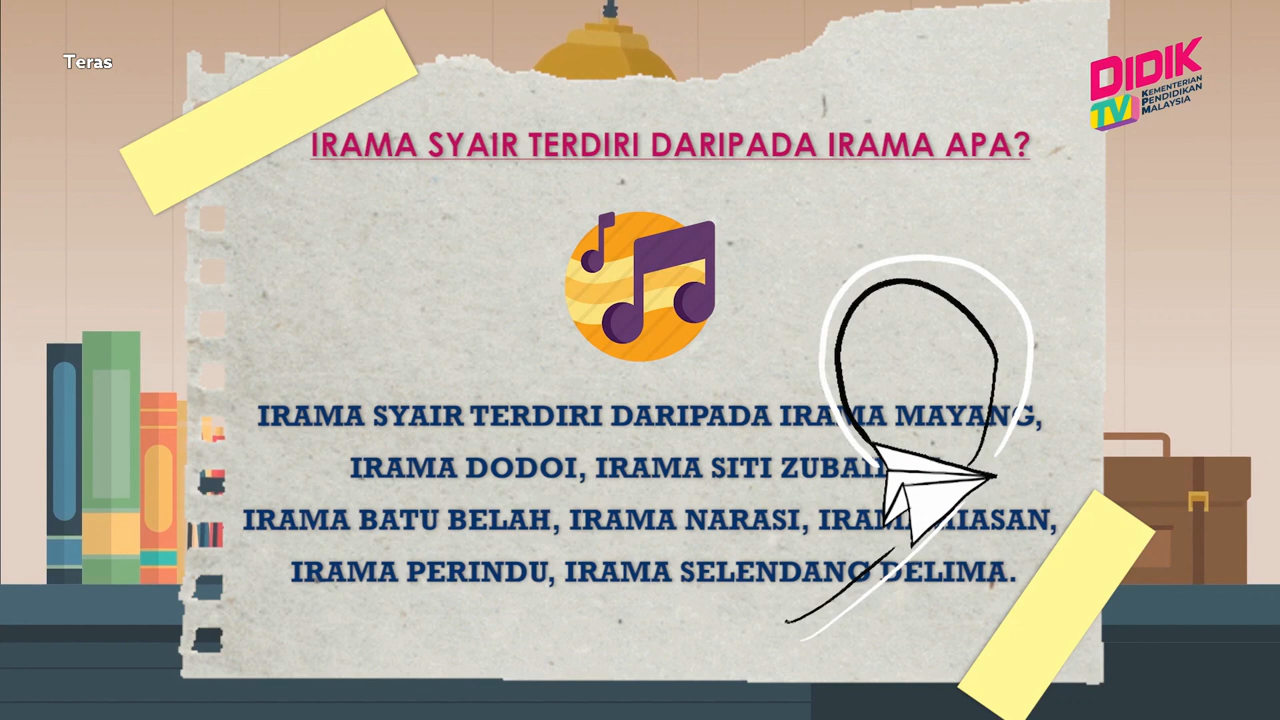 Teras
DIDIK
TV
KEMENTERIAN
PENDIDIKAN
MALAYSIA
IRAMA SYAIR TERDIRI DARIPADA IRAMA APA?
IRAMA SYAIR TERDIRI DARIPADA IRAMA MAYANG,
IRAMA DODOI, IRAMA SITI
IRAMA BATU BELAH, IRAMA NARASI, IRAMA
IRAMA PERINDU, IRAMA SELENDANG DELIMA.